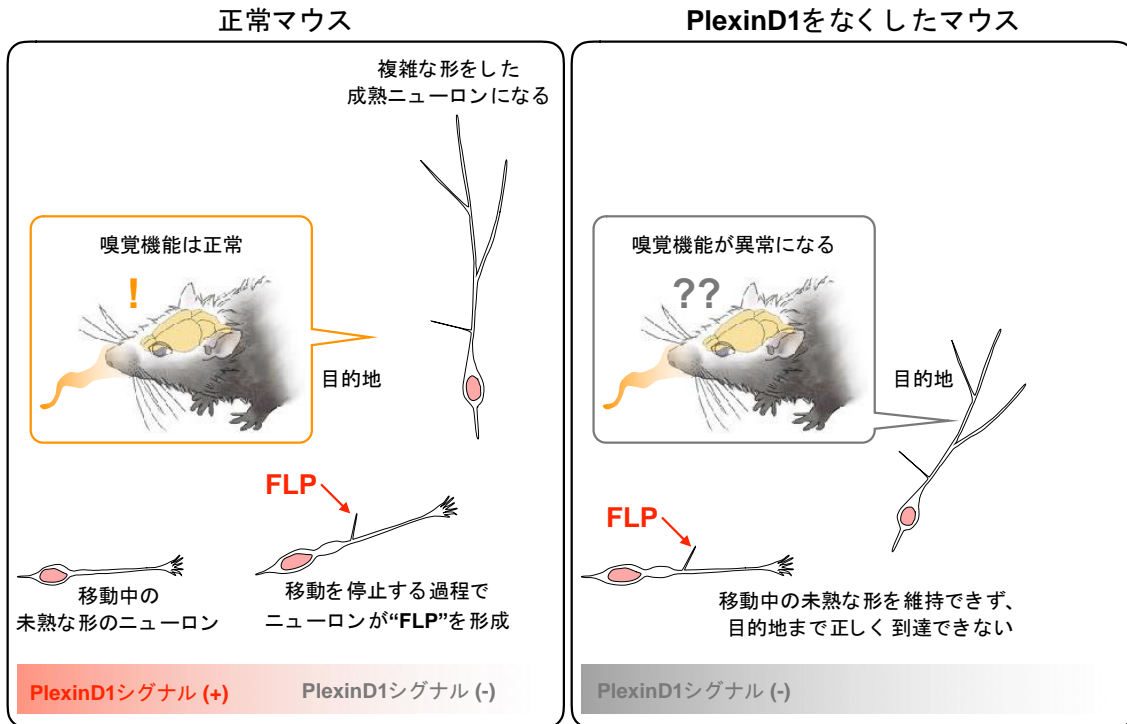 正常マウス
複雑な形をした
成熟ニューロンになる
嗅覚機能は正常
!
目的地
FLP
移動中の
未熟な形のニューロン
移動を停止する過程で
ニューロンが“FLP”を形成
PlexinD1シグナル (+)
PlexinD1シグナル (-)
PlexinD1をなくしたマウス
嗅覚機能が異常になる
??
目的地
FLP
移動中の未熟な形を維持できず、
目的地まで正しく到達できない
PlexinD1シグナル (-)